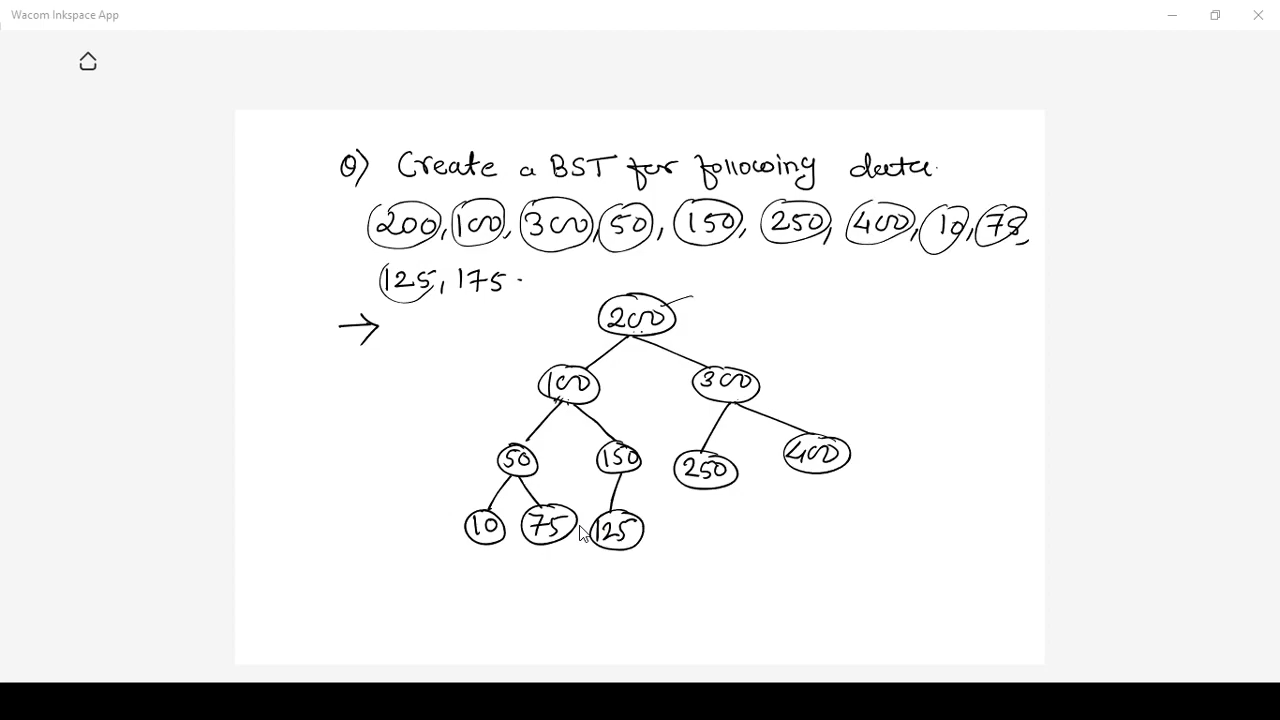 Wacom Inkspace App
Q) Create a BST for following data.
200, 100, 300, 50, 150, 250, 400, 10, 75,
125, 175.
200
100 300
50 150 250 400
10 75 125